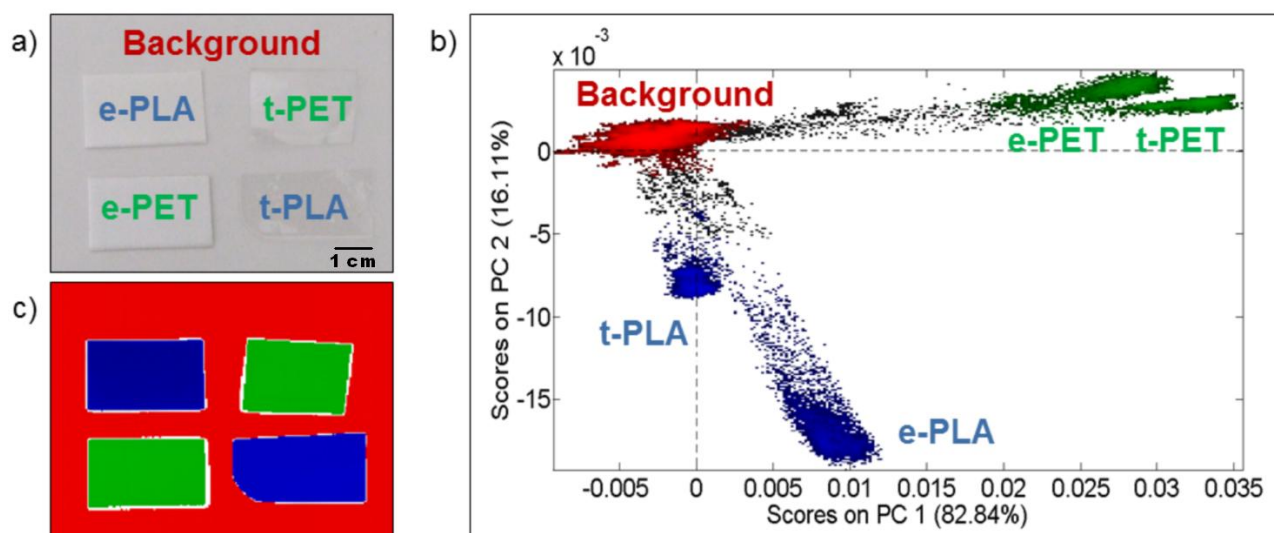 a)
Background
e-PLA
t-PET
e-PET
t-PLA
1 cm
b)
x 10 -3
Background
e-PET t-PET
t-PLA
e-PLA
0
-5
-10
-15
Scores on PC 2 (16.11%)
-0.005 0 0.005 0.01 0.015 0.02 0.025 0.03 0.035
Scores on PC 1 (82.84%)
c)